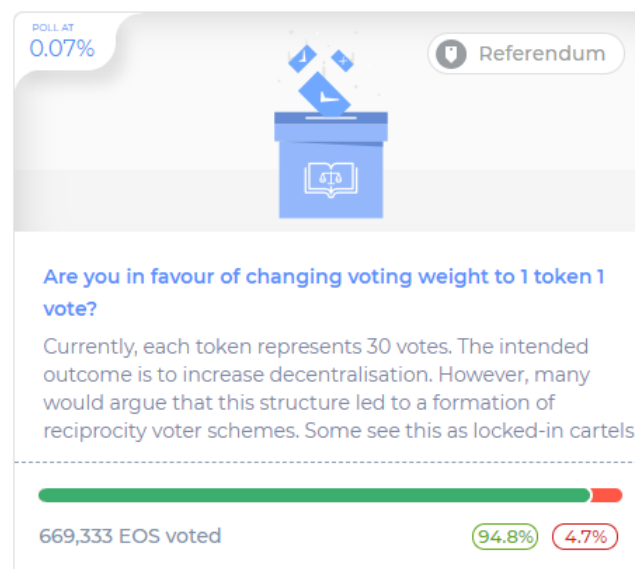 POLL AT
0.07%
Referendum
Are you in favour of changing voting weight to 1 token 1
vote?
Currently, each token represents 30 votes. The intended
outcome is to increase decentralisation. However, many
would argue that this structure led to a formation of
reciprocity voter schemes. Some see this as locked-in cartels
669,333 EOS voted
94.8%
4.7%